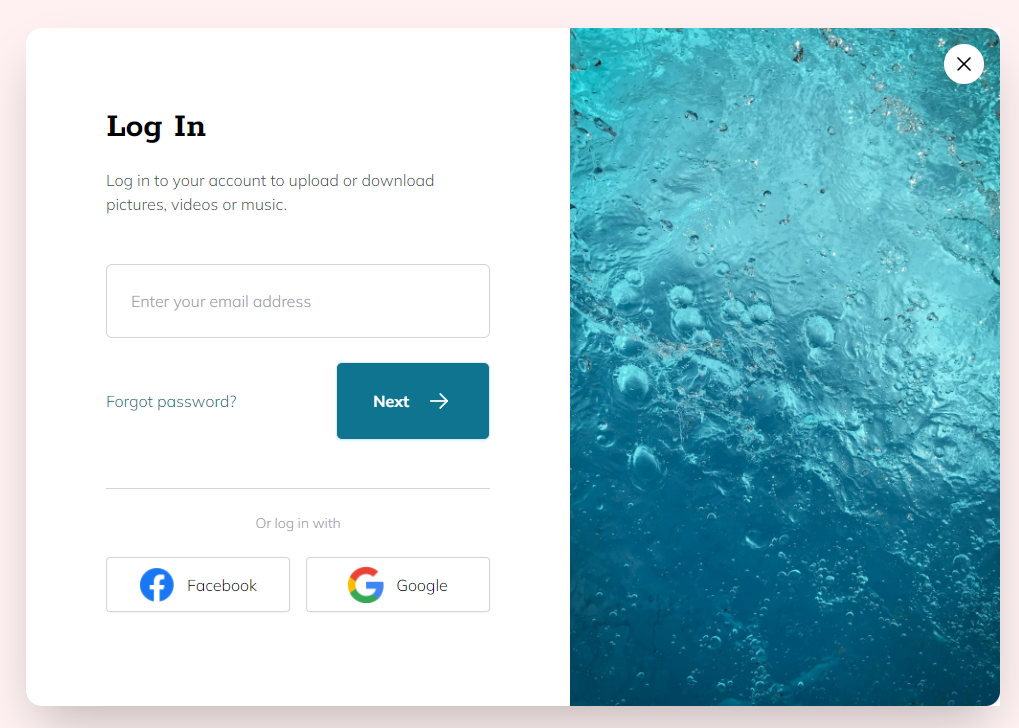 Log In
Log in to your account to upload or download
pictures, videos or music.
Enter your email address
Forgot password?
Next
Or log in with
Facebook
Google